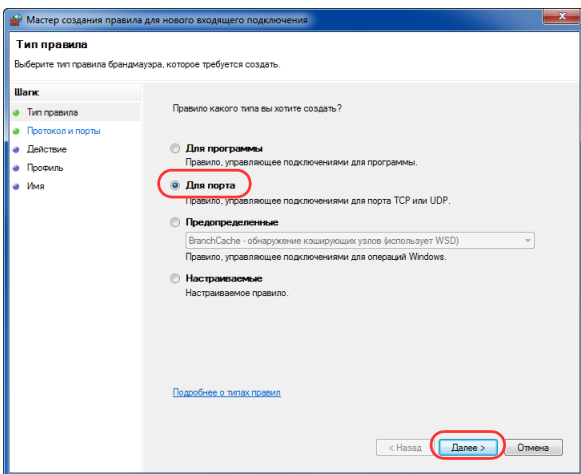 Мастер создания правила для нового входящего подключения
Тип правила
Выберите тип правила брандмауэра, которое требуется создать.
Шаги:
Тип правила
Протокол и порты
Действие
Профиль
Имя
Правило какого типа вы хотите создать?
Для программы
Правило, управляющее подключениями для программы.
Для порта
Правило, управляющее подключениями для порта TCP или UDP.
Предопределенные
BranchCache - обнаружение кэширующих узлов (использует WSD)
Правило, управляющее подключениями для операций Windows.
Настраиваемые
Настраиваемое правило.
Подробнее о типах правил
< Назад
Далее >
Отмена